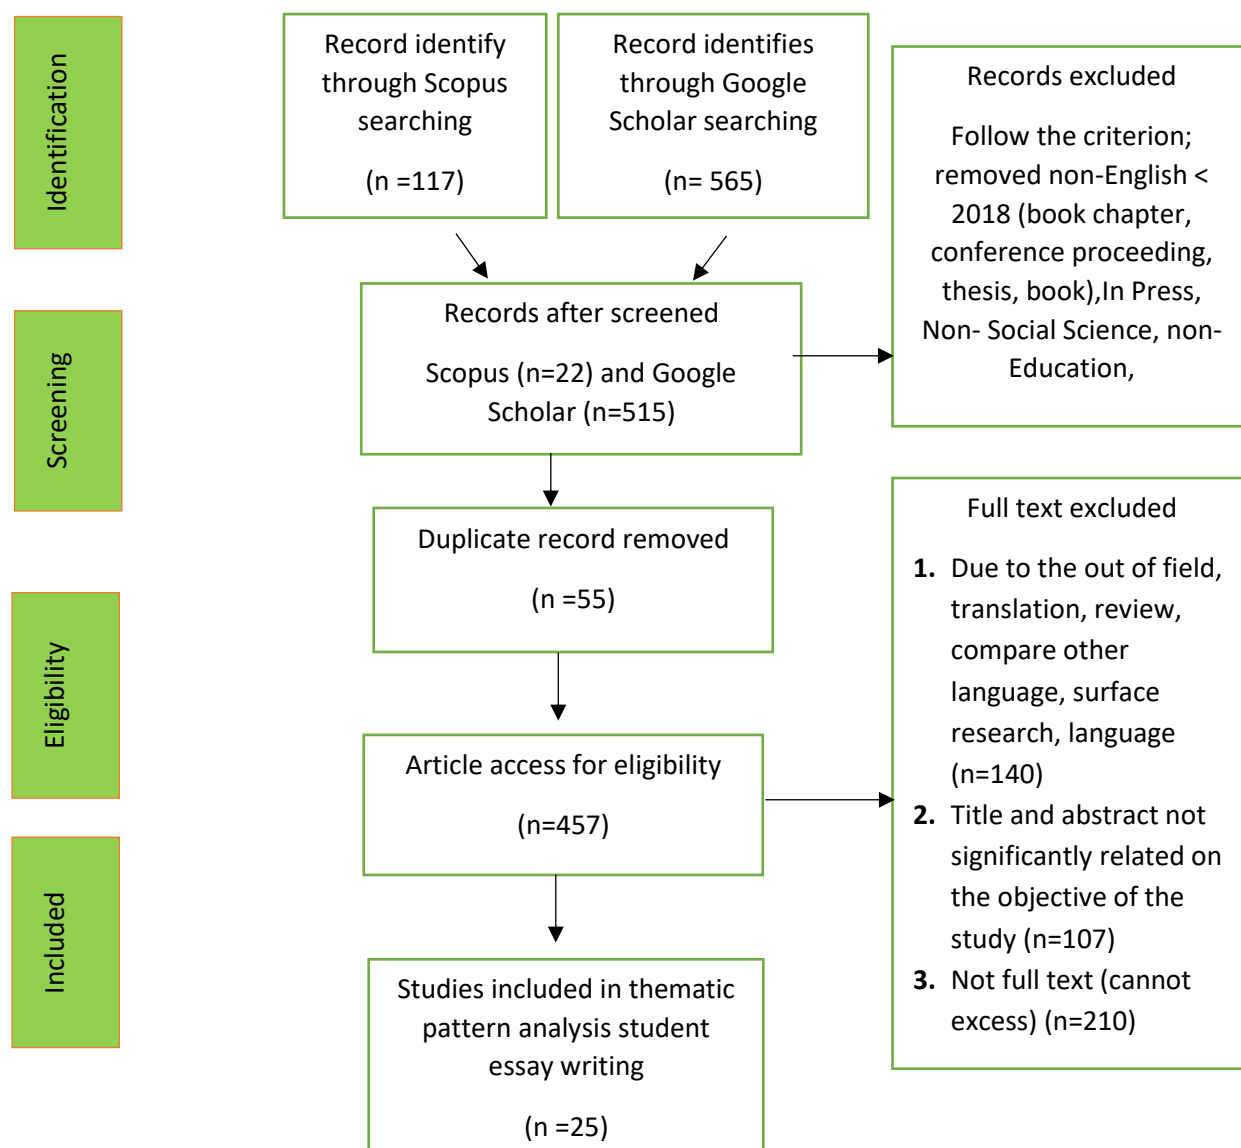 Identification
Record identify
through Scopus
searching
(n =117)
Record identifies
through Google
Scholar searching
(n= 565)
Records excluded
Follow the criterion;
removed non-English <
2018 (book chapter,
conference proceeding,
thesis, book),In Press,
Non- Social Science, non-
Education,
Screening
Records after screened
Scopus (n=22) and Google
Scholar (n=515)
Duplicate record removed
(n =55)
Eligibility
Article access for eligibility
(n=457)
Full text excluded
1. Due to the out of field,
translation, review,
compare other
language, surface
research, language
(n=140)
2. Title and abstract not
significantly related on
the objective of the
study (n=107)
3. Not full text (cannot
excess) (n=210)
Included
Studies included in thematic
pattern analysis student
essay writing
(n =25)